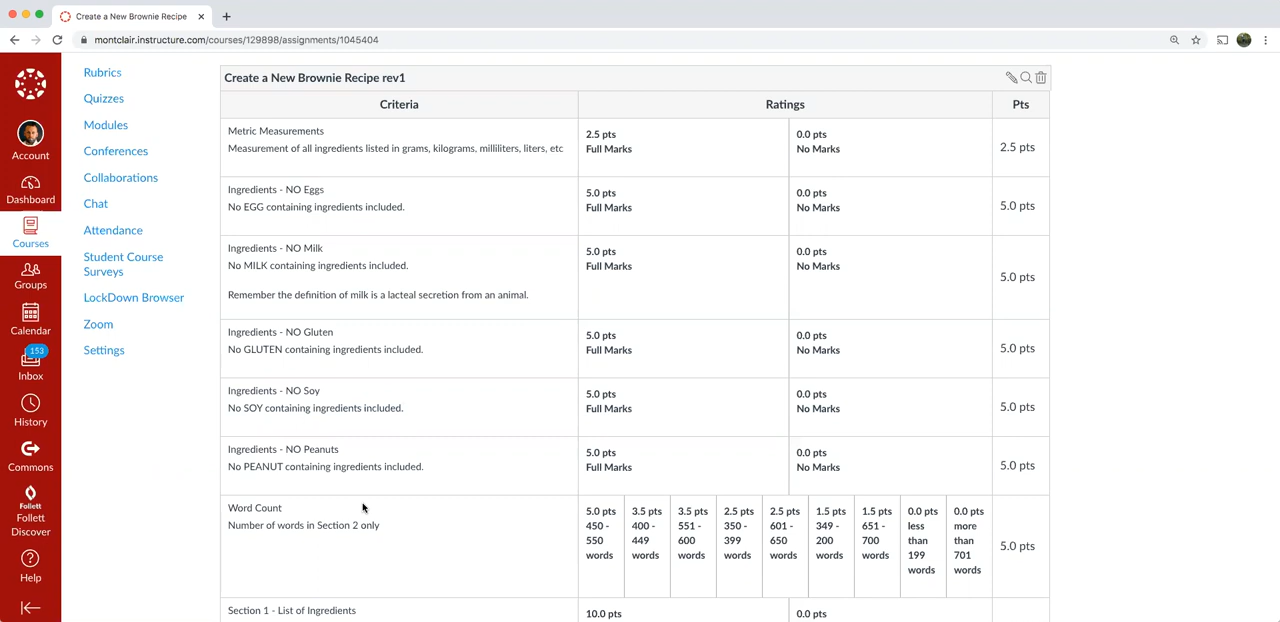 Create a New Brownie Recipe
montclair.instructure.com/courses/129898/assignments/1045404
Account
Dashboard
Courses
Groups
Calendar
153
Inbox
History
Commons
Follett
Follett
Discover
Help
Rubrics
Quizzes
Modules
Conferences
Collaborations
Chat
Attendance
Student Course
Surveys
LockDown Browser
Zoom
Settings
Create a New Brownie Recipe rev1
Criteria
Ratings
Pts
Metric Measurements
Measurement of all ingredients listed in grams, kilograms, milliliters, liters, etc
2.5 pts
Full Marks
0.0 pts
No Marks
2.5 pts
Ingredients - NO Eggs
No EGG containing ingredients included.
5.0 pts
Full Marks
0.0 pts
No Marks
5.0 pts
Ingredients - NO Milk
No MILK containing ingredients included.
Remember the definition of milk is a lacteal secretion from an animal.
5.0 pts
Full Marks
0.0 pts
No Marks
5.0 pts
Ingredients - NO Gluten
No GLUTEN containing ingredients included.
5.0 pts
Full Marks
0.0 pts
No Marks
5.0 pts
Ingredients - NO Soy
No SOY containing ingredients included.
5.0 pts
Full Marks
0.0 pts
No Marks
5.0 pts
Ingredients - NO Peanuts
No PEANUT containing ingredients included.
5.0 pts
Full Marks
0.0 pts
No Marks
5.0 pts
Word Count
Number of words in Section 2 only
5.0 pts
450 -
550
words
3.5 pts
400 -
449
words
3.5 pts
551 -
600
words
2.5 pts
350 -
399
words
2.5 pts
601 -
650
words
1.5 pts
349 -
200
words
1.5 pts
651 -
700
words
0.0 pts
less
than
199
words
0.0 pts
more
than
701
words
5.0 pts
Section 1 - List of Ingredients
10.0 pts
0.0 pts